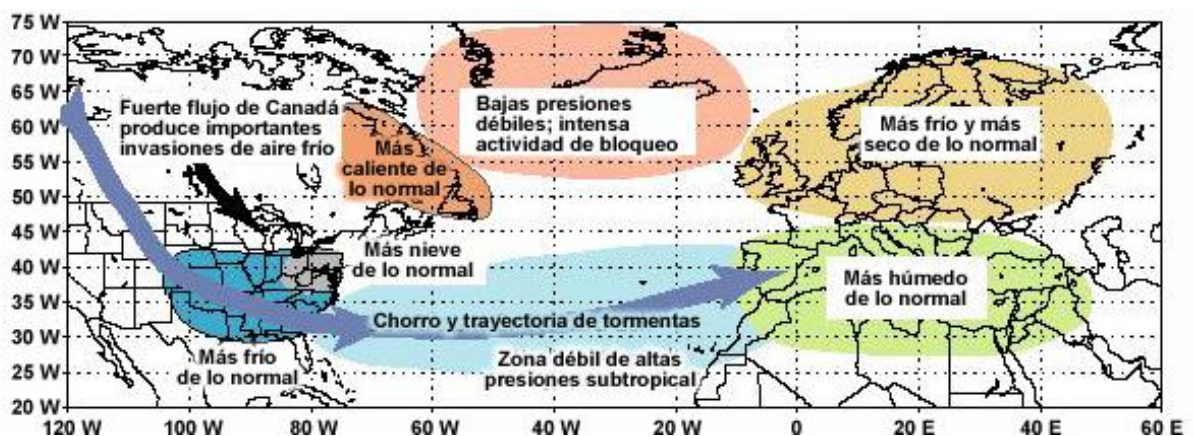 75 W
70 W
65 W
60 W
55 W
50 W
45 W
40 W
35 W
30 W
25 W
20 W
Fuerte flujo de Canadá
produce importantes
invasiones de aire frío
Más
caliente de
lo normal
Bajas presiones
débiles; intensa
actividad de bloqueo
Más frío y más
seco de lo normal
Más nieve
de lo normal
Más húmedo
de lo normal
Chorro y trayectoria de tormentas
Más frío
de lo normal
Zona débil de altas
presiones subtropical
120 W 100 W 80 W 60 W 40 W 20 W 0 20 E 40 E 60 E